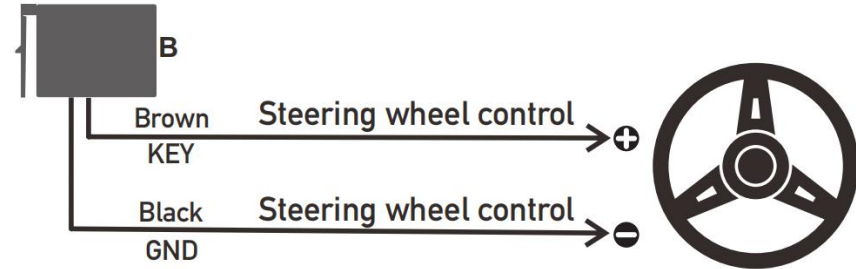 B
Brown Steering wheel control
KEY
Black Steering wheel control
GND